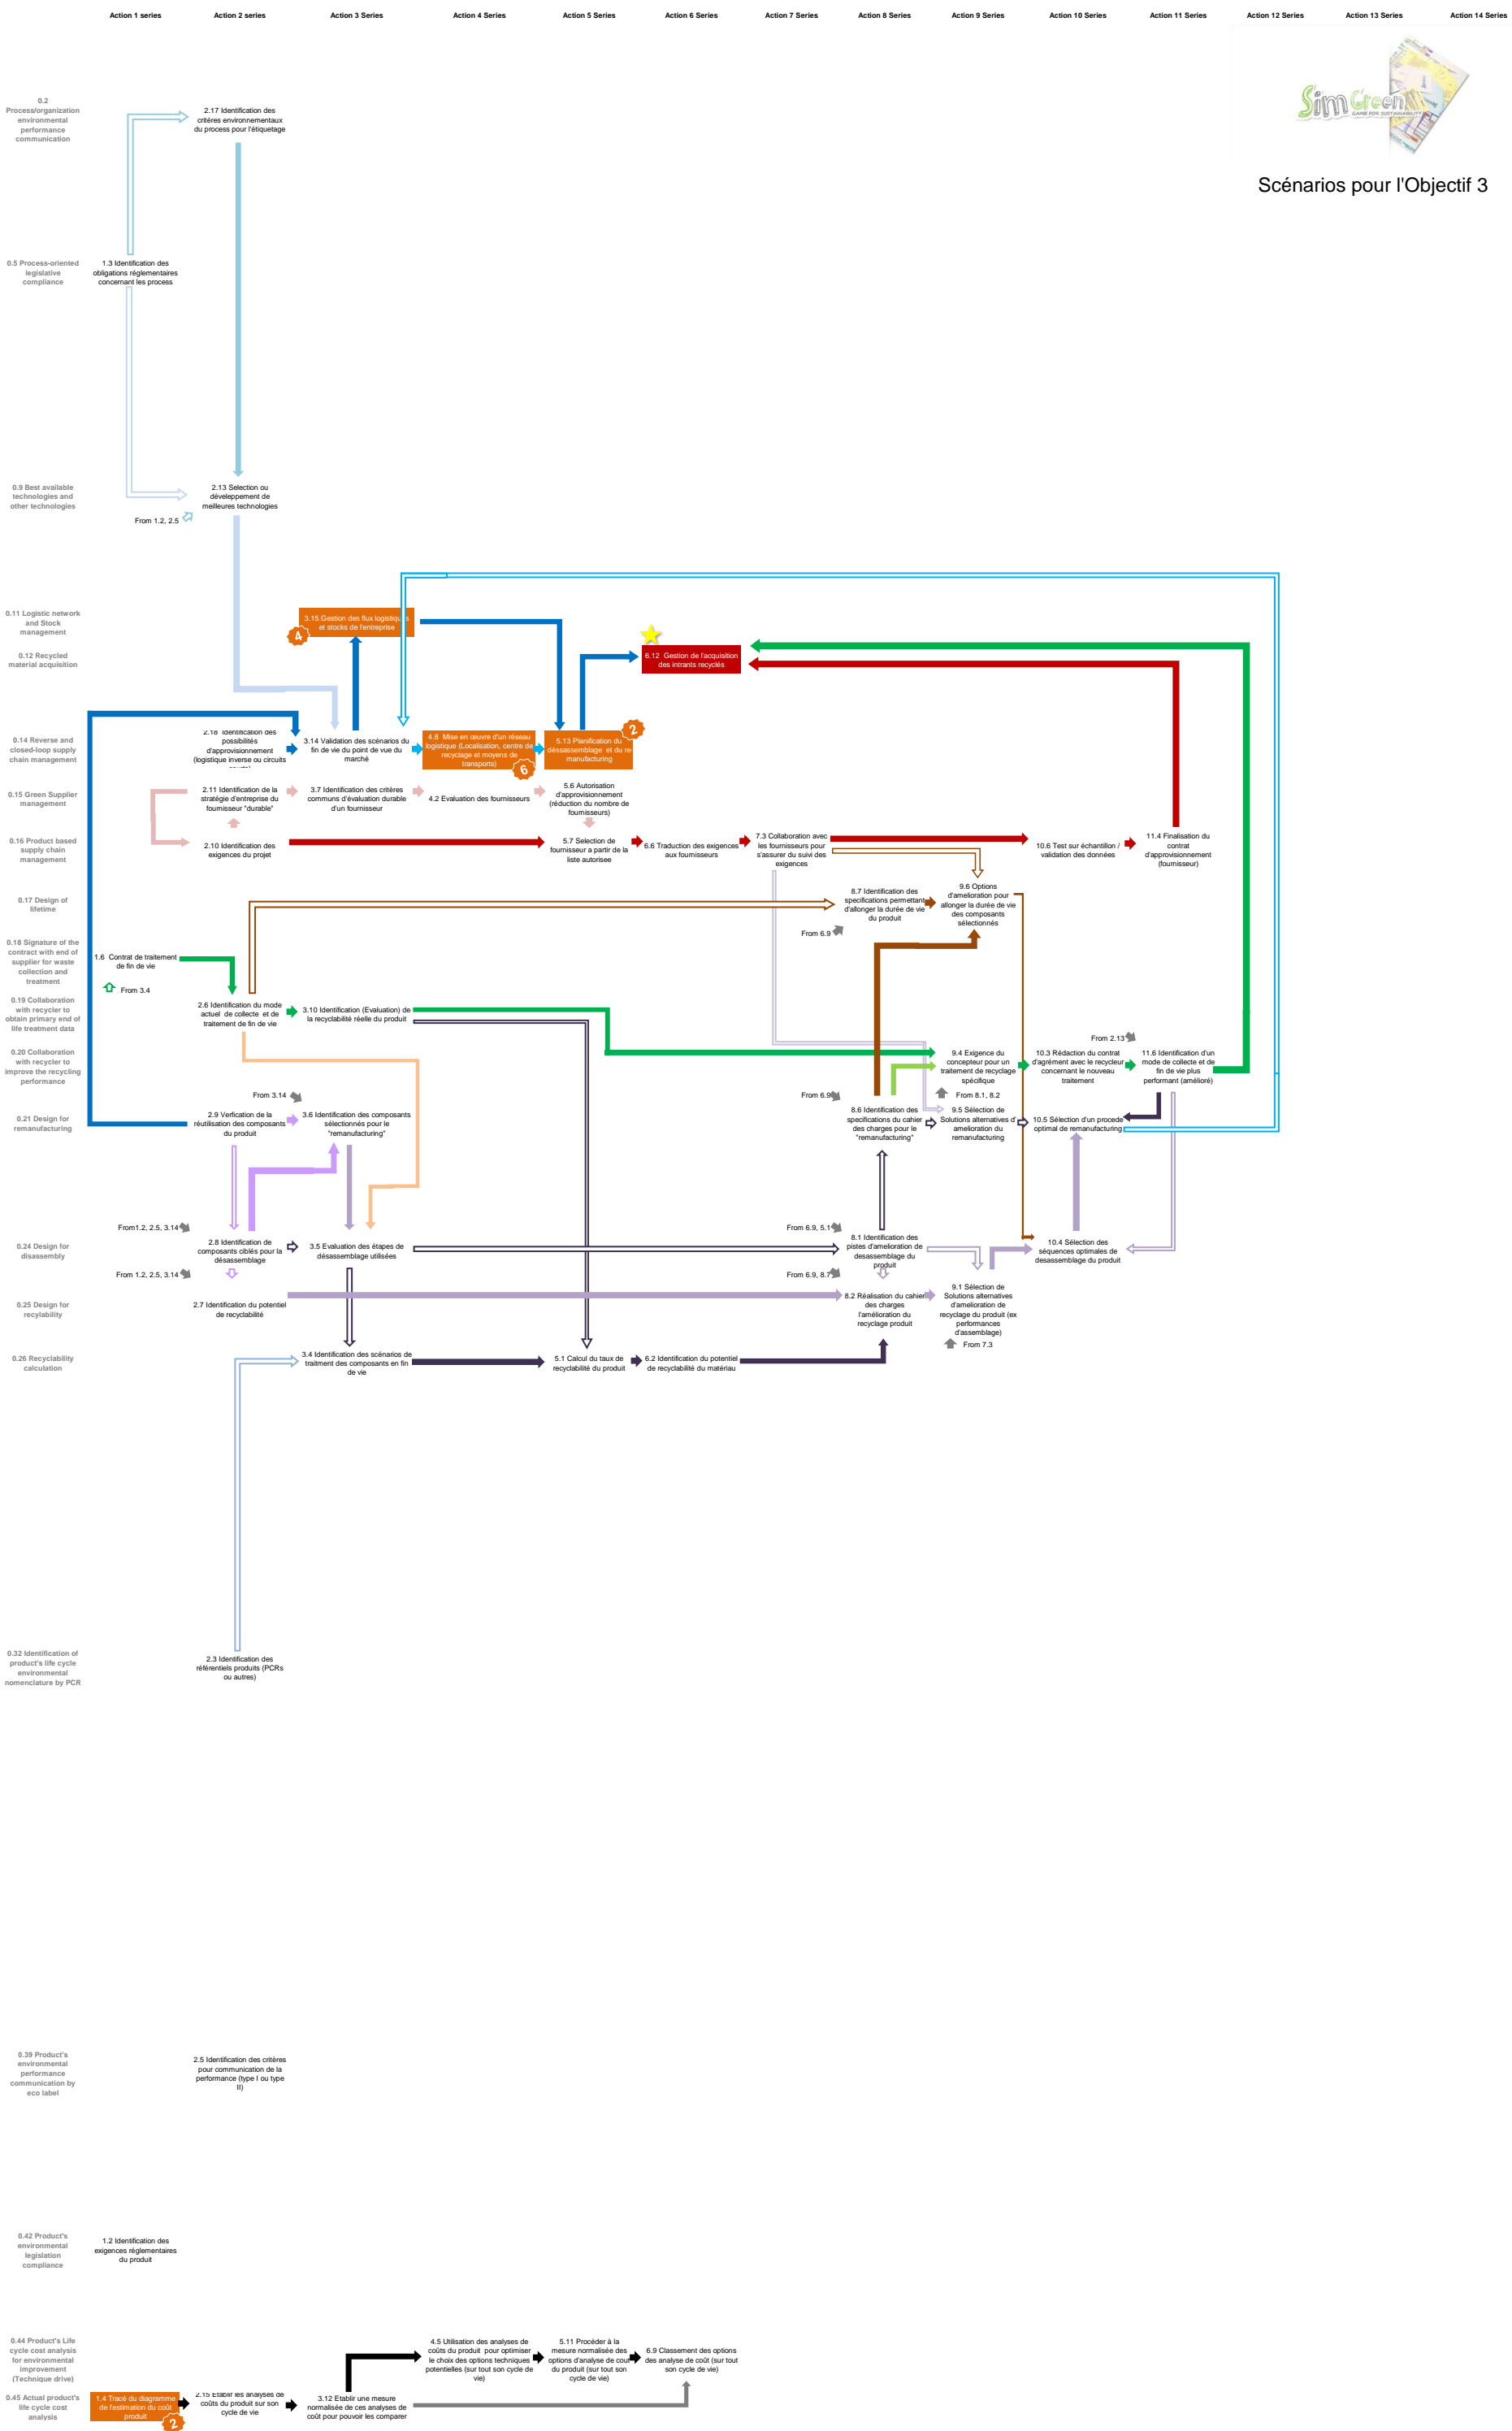 Action 1 series
Action 2 series
Action 3 Series
Action 4 Series
Action 5 Series
Action 6 Series
Action 7 Series
Action 8 Series
Action 9 Series
Action 10 Series
Action 11 Series
Action 12 Series
Action 13 Series
Action 14 Series
SimGreen
GAME FOR SUSTAINABILITY
Scénarios pour l'Objectif 3
0.2
Process/organization
environmental
performance
communication
2.17 Identification des
critères environnementaux
du process pour l'étiquetage
0.5 Process-oriented
legislative
compliance
1.3 Identification des
obligations réglementaires
concernant les process
0.9 Best available
technologies and
other technologies
2.13 Selection ou
développement de
meilleures technologies
From 1.2, 2.5
0.11 Logistic network
and Stock
management
3.15.Gestion des flux logistiques
et stocks de l'entreprise
4
0.12 Recycled
material acquisition
6.12 Gestion de l'acquisition
des intrants recyclés
0.14 Reverse and
closed-loop supply
chain management
2.18 Identification des
possibilités
d'approvisionnement
(logistique inverse ou circuits
3.14 Validation des scénarios du
fin de vie du point de vue du
marché
4.8 Mise en œuvre d'un réseau
logistique (Localisation, centre de
recyclage et moyens de
transports)
6
5.13 Planification du
déssassemblage et du re-
manufacturing
2
0.15 Green Supplier
management
2.11 Identification de la
stratégie d'entreprise du
fournisseur "durable"
3.7 Identification des critères
communs d'évaluation durable
d'un fournisseur
4.2 Evaluation des fournisseurs
5.6 Autorisation
d'approvisionnement
(réduction du nombre de
fournisseurs)
0.16 Product based
supply chain
management
2.10 Identification des
exigences du projet
5.7 Selection de
fournisseur a partir de la
liste autorisee
6.6 Traduction des exigences
aux fournisseurs
7.3 Collaboration avec
les fournisseurs pour
s'assurer du suivi des
exigences
10.6 Test sur échantillon /
validation des données
11.4 Finalisation du
contrat
d'approvisionnement
(fournisseur)
0.17 Design of
lifetime
8.7 Identification des
specifications permettant
d'allonger la durée de vie
du produit
From 6.9
9.6 Options
d'amelioration pour
allonger la durée de vie
des composants
sélectionnés
0.18 Signature of the
contract with end of
supplier for waste
collection and
treatment
1.6 Contrat de traitement
de fin de vie
From 3.4
0.19 Collaboration
with recycler to
obtain primary end of
life treatment data
2.6 Identification du mode
actuel de collecte et de
traitement de fin de vie
3.10 Identification (Evaluation) de
la recyclabilité réelle du produit
0.20 Collaboration
with recycler to
improve the recycling
performance
9.4 Exigence du
concepteur pour un
traitement de recyclage
spécifique
From 8.1, 8.2
10.3 Rédaction du contrat
d'agrément avec le recycleur
concernant le nouveau
traitement
From 2.13
11.6 Identification d'un
mode de collecte et de
fin de vie plus
performant (amélioré)
0.21 Design for
remanufacturing
2.9 Verfication de la
réutilisation des composants
du produit
From 3.14
3.6 Identification des composants
sélectionnés pour le
"remanufacturing"
From 6.9
8.6 Identification des
specifications du cahier
des charges pour le
"remanufacturing"
9.5 Sélection de
Solutions alternatives d'
amelioration du
remanufacturing
10.5 Sélection d'un procede
optimal de remanufacturing
0.24 Design for
disassembly
From1.2, 2.5, 3.14
2.8 Identification de
composants ciblés pour la
désassemblage
3.5 Evaluation des étapes de
désassemblage utilisées
From 6.9, 5.1
8.1 Identification des
pistes d'amelioration de
desassemblage du
produit
10.4 Sélection des
séquences optimales de
desassemblage du produit
0.25 Design for
recylability
From 1.2, 2.5, 3.14
2.7 Identification du potentiel
de recyclabilité
From 6.9, 8.7
8.2 Réalisation du cahier
des charges
l'amélioration du
recyclage produit
9.1 Sélection de
Solutions alternatives
d'amelioration de
recyclage du produit (ex
performances
d'assemblage)
From 7.3
0.26 Recyclability
calculation
3.4 Identification des scénarios de
traitment des composants en fin
de vie
5.1 Calcul du taux de
recyclabilité du produit
6.2 Identification du potentiel
de recyclabilité du matériau
0.32 Identification of
product's life cycle
environmental
nomenclature by PCR
2.3 Identification des
référentiels produits (PCRs
ou autres)
0.39 Product's
environmental
performance
communication by
eco label
2.5 Identification des critères
pour communication de la
performance (type I ou type
II)
0.42 Product's
environmental
legislation
compliance
1.2 Identification des
exigences réglementaires
du produit
0.44 Product's Life
cycle cost analysis
for environmental
improvement
(Technique drive)
4.5 Utilisation des analyses de
coûts du produit pour optimiser
le choix des options techniques
potentielles (sur tout son cycle de
vie)
5.11 Procéder à la
mesure normalisée des
options d'analyse de cout
du produit (sur tout son
cycle de vie)
6.9 Classement des options
des analyse de coût (sur tout
son cycle de vie)
0.45 Actual product's
life cycle cost
analysis
1.4 Tracé du diagramme
de l'estimation du coût
produit
2
2.15 Etablir les analyses de
coûts du produit sur son
cycle de vie
3.12 Etablir une mesure
normalisée de ces analyses de
coût pour pouvoir les comparer